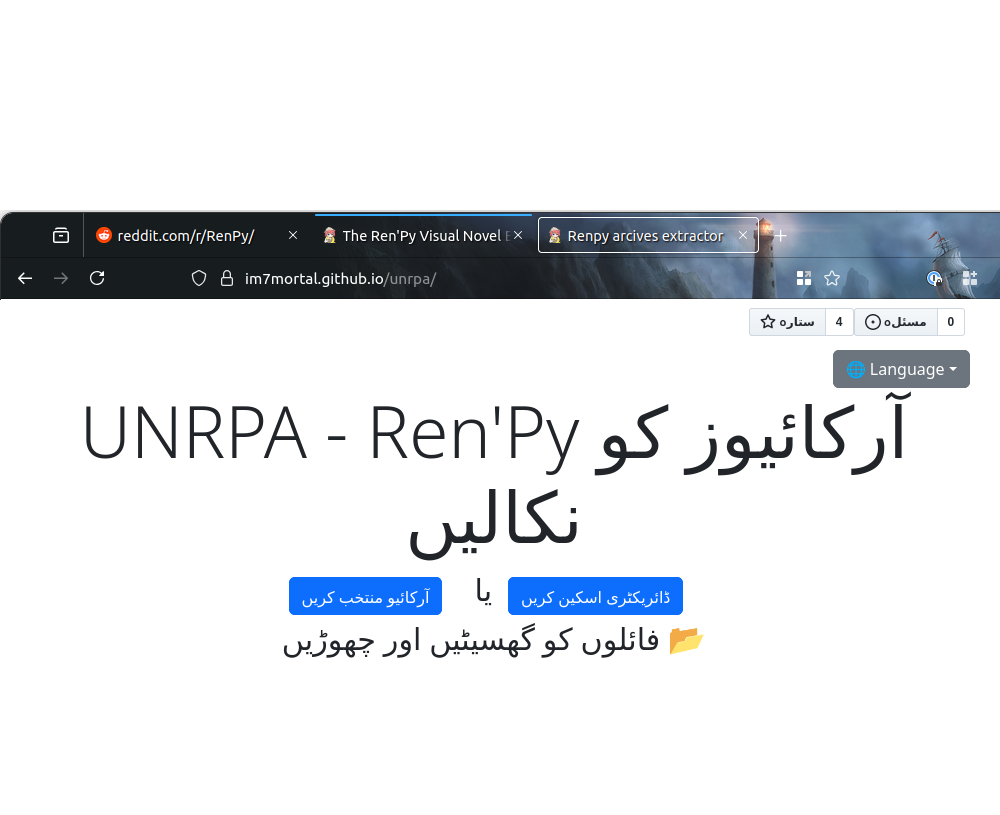 reddit.com/r/RenPy/
The Ren'Py Visual Novel E
Renpy arcives extractor
im7mortal.github.io/unrpa/
ستارہ 4
مسئلہ 0
🌐 Language
UNRPA - Ren'Py آرکائیوز کو
نکالیں
آرکائیو منتخب کریں یا ڈائریکٹری اسکین کریں
📂 فائلوں کو گھسیٹیں اور چھوڑیں